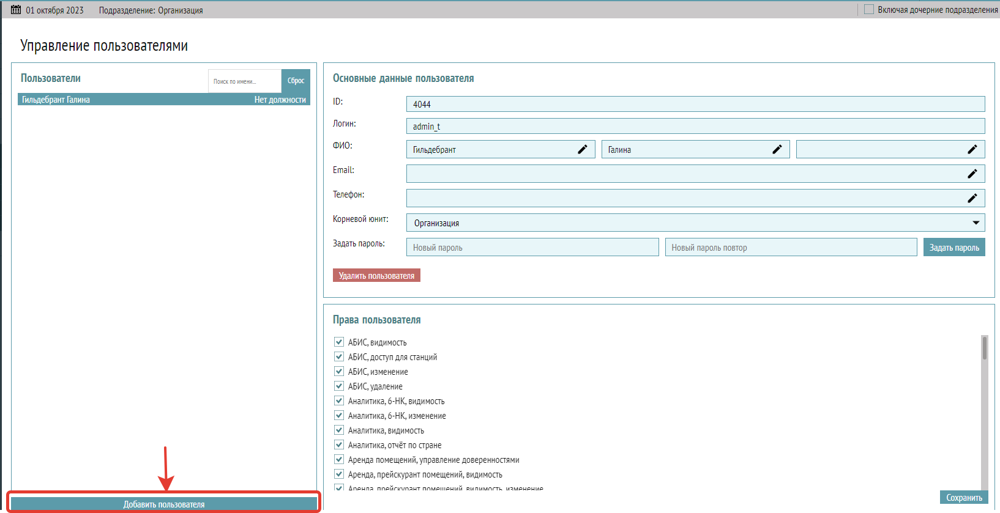 01 октября 2023 Подразделение: Организация Включая дочерние подразделения
Управление пользователями
Пользователи
Поиск по имени...
Сброс
Гильдебрант Галина Нет должности
Добавить пользователя
Основные данные пользователя
ID: 4044
Логин: admin_t
ФИО: Гильдебрант Галина
Email:
Телефон:
Корневой юнит: Организация
Задать пароль: Новый пароль Новый пароль повтор Задать пароль
Удалить пользователя
Права пользователя
АБИС, видимость
АБИС, доступ для станций
АБИС, изменение
АБИС, удаление
Аналитика, 6-НК, видимость
Аналитика, 6-НК, изменение
Аналитика, видимость
Аналитика, отчёт по стране
Аренда помещений, управление доверенностями
Аренда, прейскурант помещений, видимость
Аренда, прейскурант помещений, видимость, изменение
Сохранить